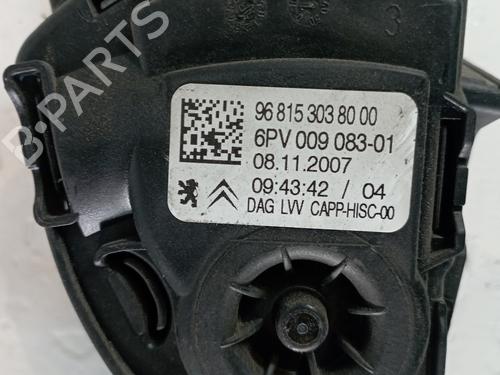 B-PARTS
3
96 815 303 80 00
6PV 009 083-01
08.11.2007
09:43:42 / 04
DAG LVV CAPP-HISC-00